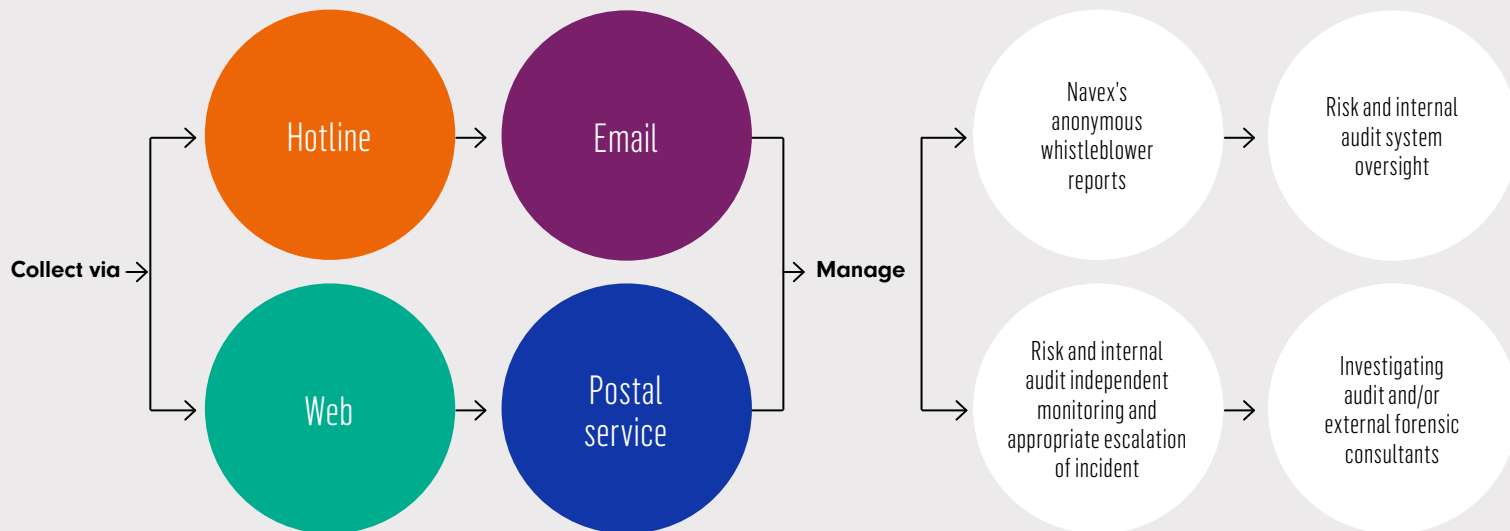 Collect via
Hotline
Email
Web
Postal
service
Manage
Navex's
anonymous
whistleblower
reports
Risk and internal
audit system
oversight
Risk and internal
audit independent
monitoring and
appropriate escalation
of incident
Investigating
audit and/or
external forensic
consultants